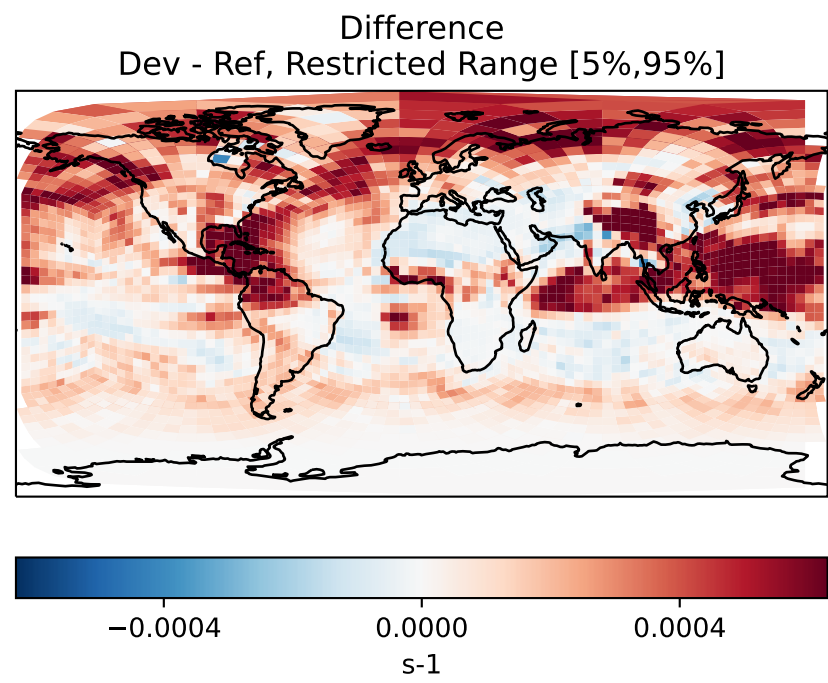 Difference
Dev - Ref, Restricted Range [5%,95%]
−0.0004 0.0000 0.0004
s-1